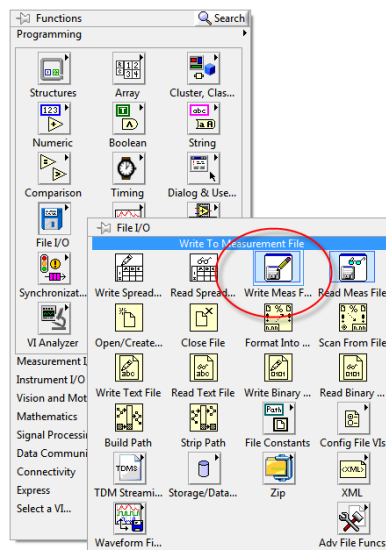 Functions Search
Programming
Structures Array Cluster, Clas...
Numeric Boolean String
Comparison Timing Dialog & Use...
File I/O
Synchronizat...
VI Analyzer
Measurement I
Instrument I/O
Vision and Mot
Mathematics
Signal Processi
Data Communi
Connectivity
Express
Select a VI...
File I/O
Write To Measurement File
Write Spread... Read Spread... Write Meas F... Read Meas File
Open/Create... Close File Format Into ... Scan From File
Write Text File Read Text File Write Binary ... Read Binary ...
Build Path Strip Path File Constants Config File VIs
TDM Streami... Storage/Data... Zip XML
Waveform Fi... Adv File Funcs